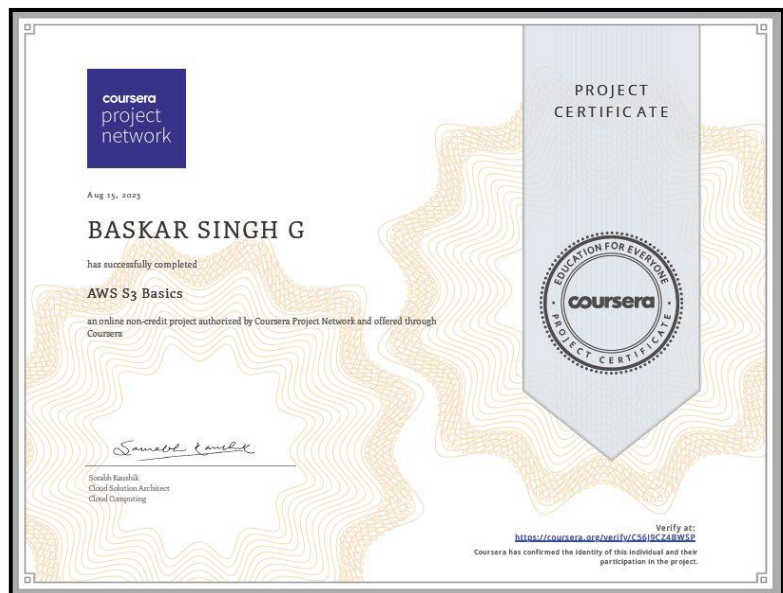 coursera
project
network
PROJECT
CERTIFICATE
Aug 15, 2023
BASKAR SINGH G
has successfully completed
AWS S3 Basics
an online non-credit project authorized by Coursera Project Network and offered through
Coursera
EDUCATION FOR EVERYONE
coursera
PROJECT CERTIFICATE
Sorabh Kaushik
Cloud Solution Architect
Cloud Computing
Verify at:
https://coursera.org/verify/C56J9CZ4BWSP
Coursera has confirmed the identity of this individual and their
participation in the project.